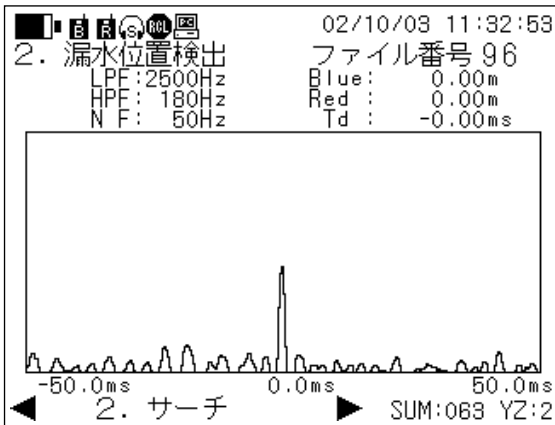 B R S RCL 02/10/03 11:32:53
2. 漏水位置検出 ファイル番号 96
LPF:2500Hz Blue: 0.00m
HPF: 180Hz Red : 0.00m
N F: 50Hz Td : -0.00ms
-50.0ms 0.0ms 50.0ms
2. サーチ SUM:063 YZ:2